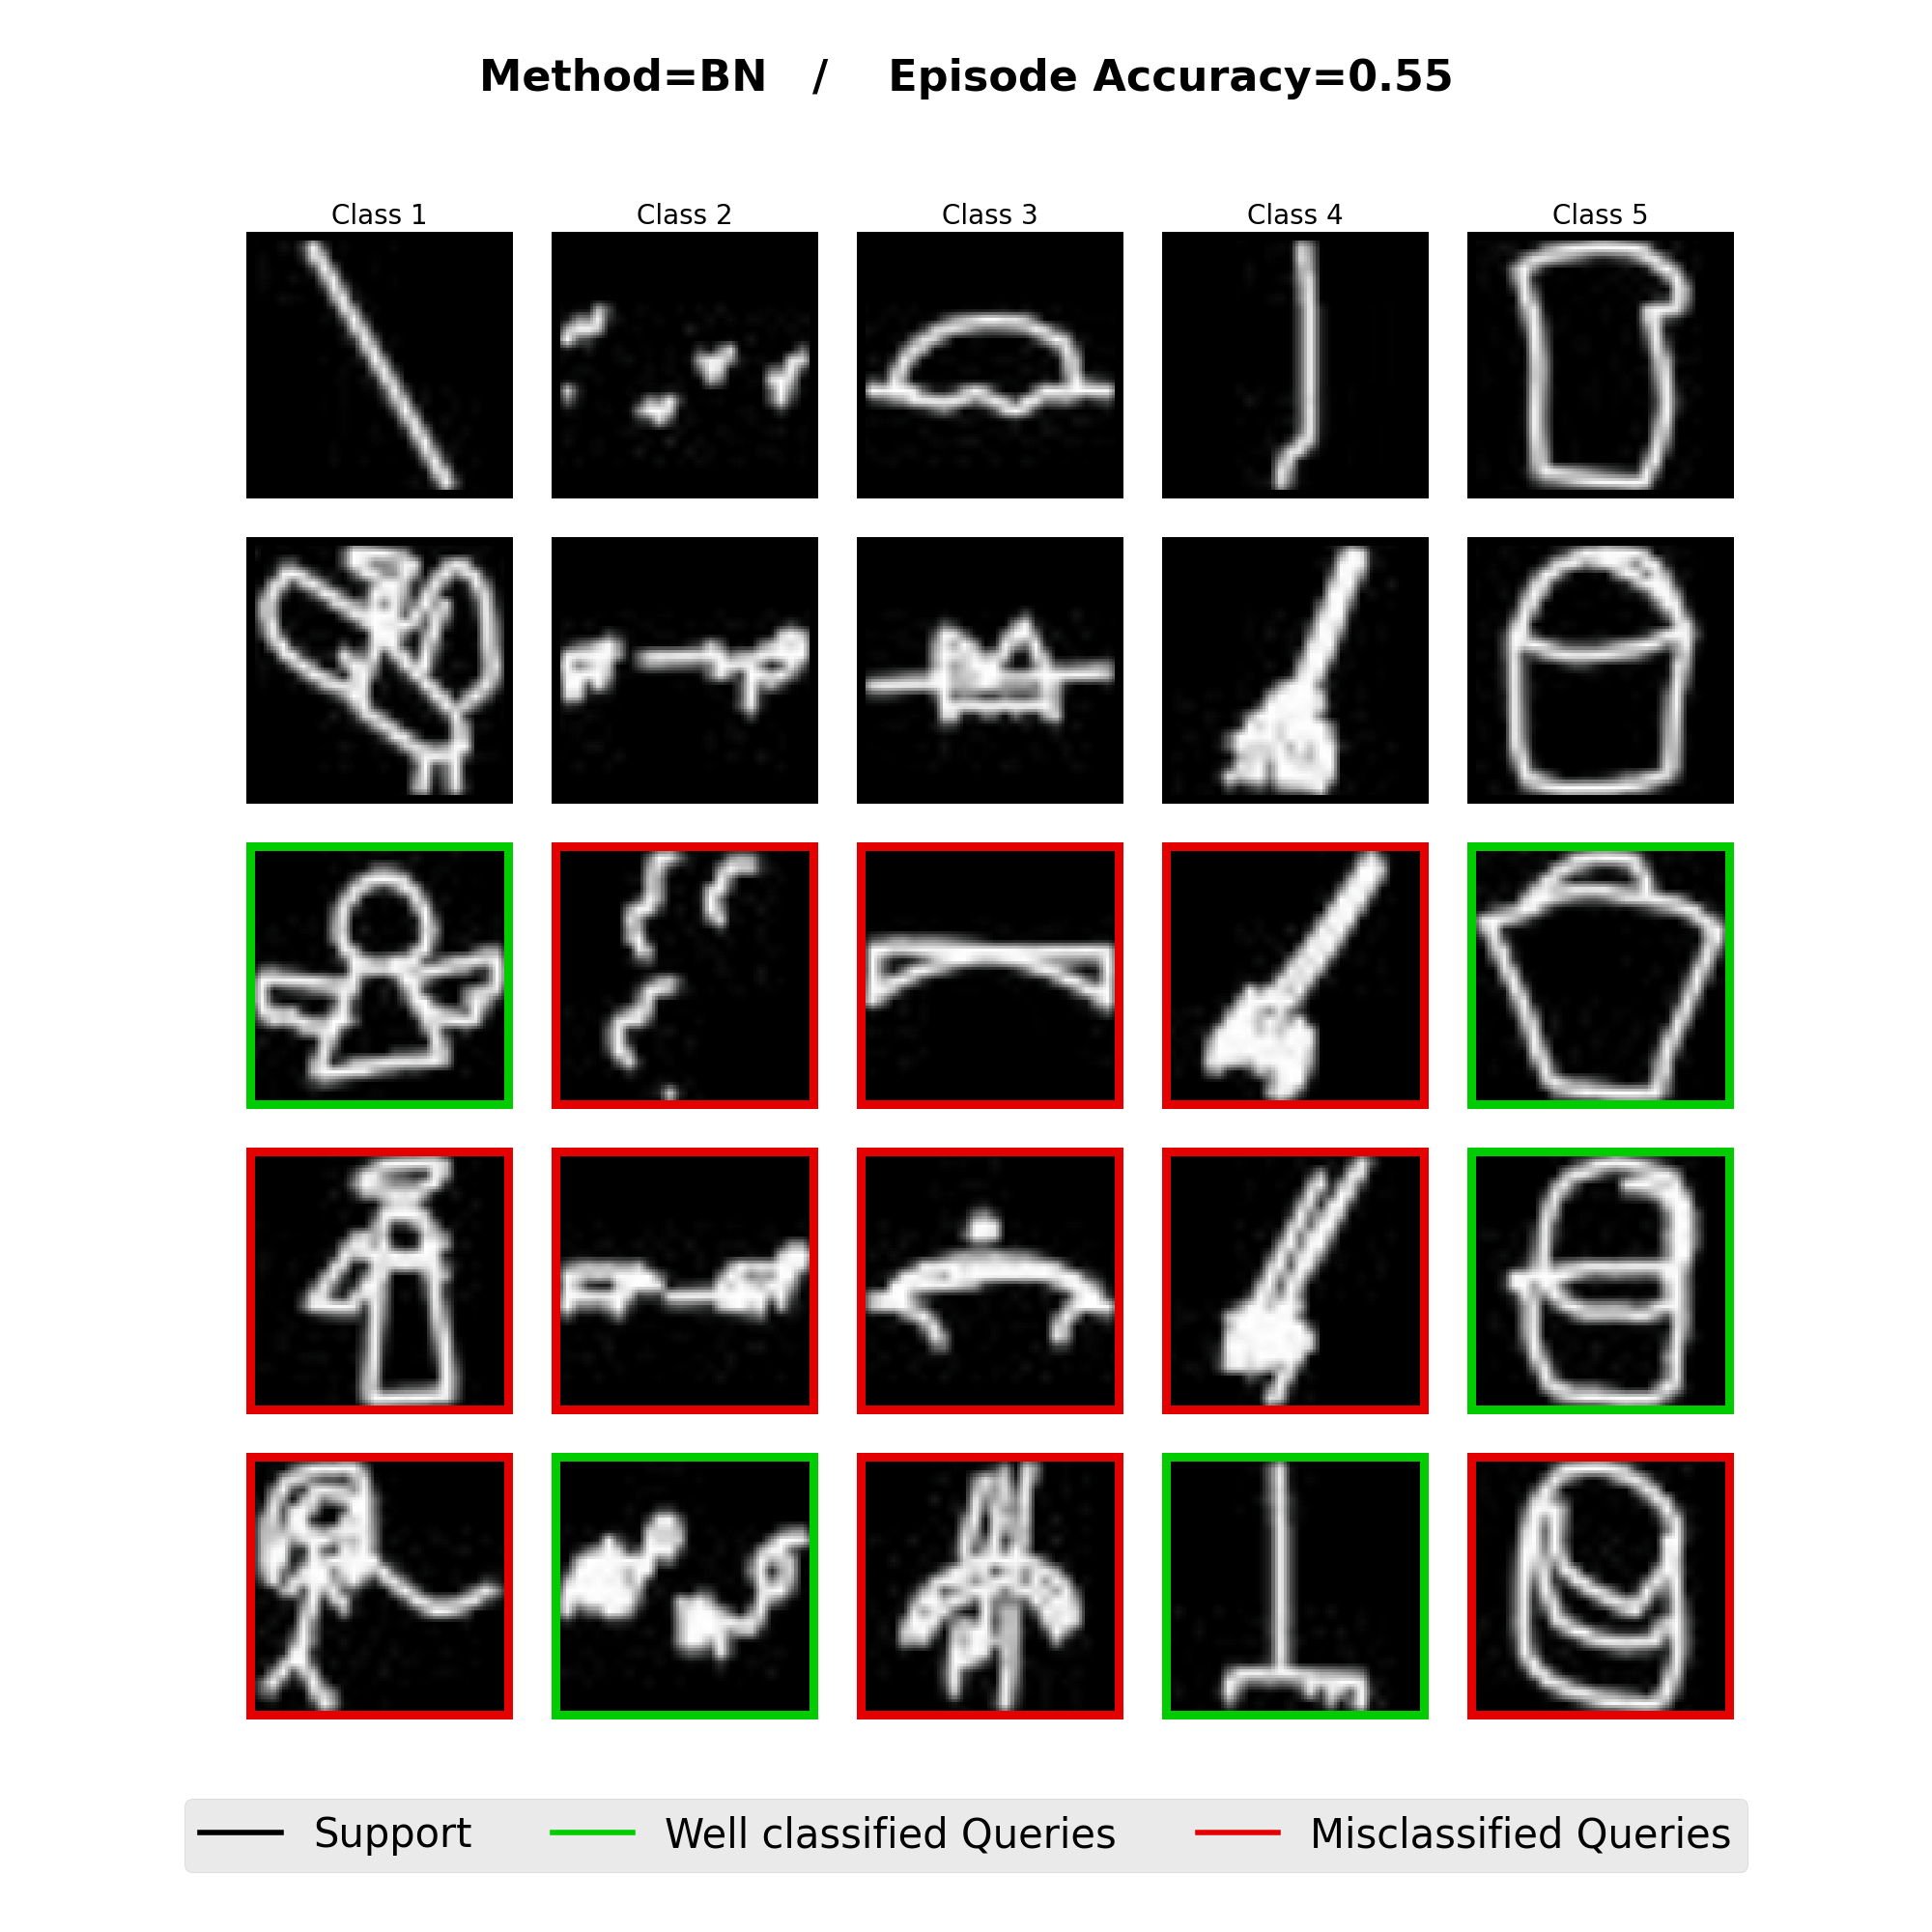 Method=BN / Episode Accuracy=0.55
Class 1 Class 2 Class 3 Class 4 Class 5
Support Well classified Queries Misclassified Queries